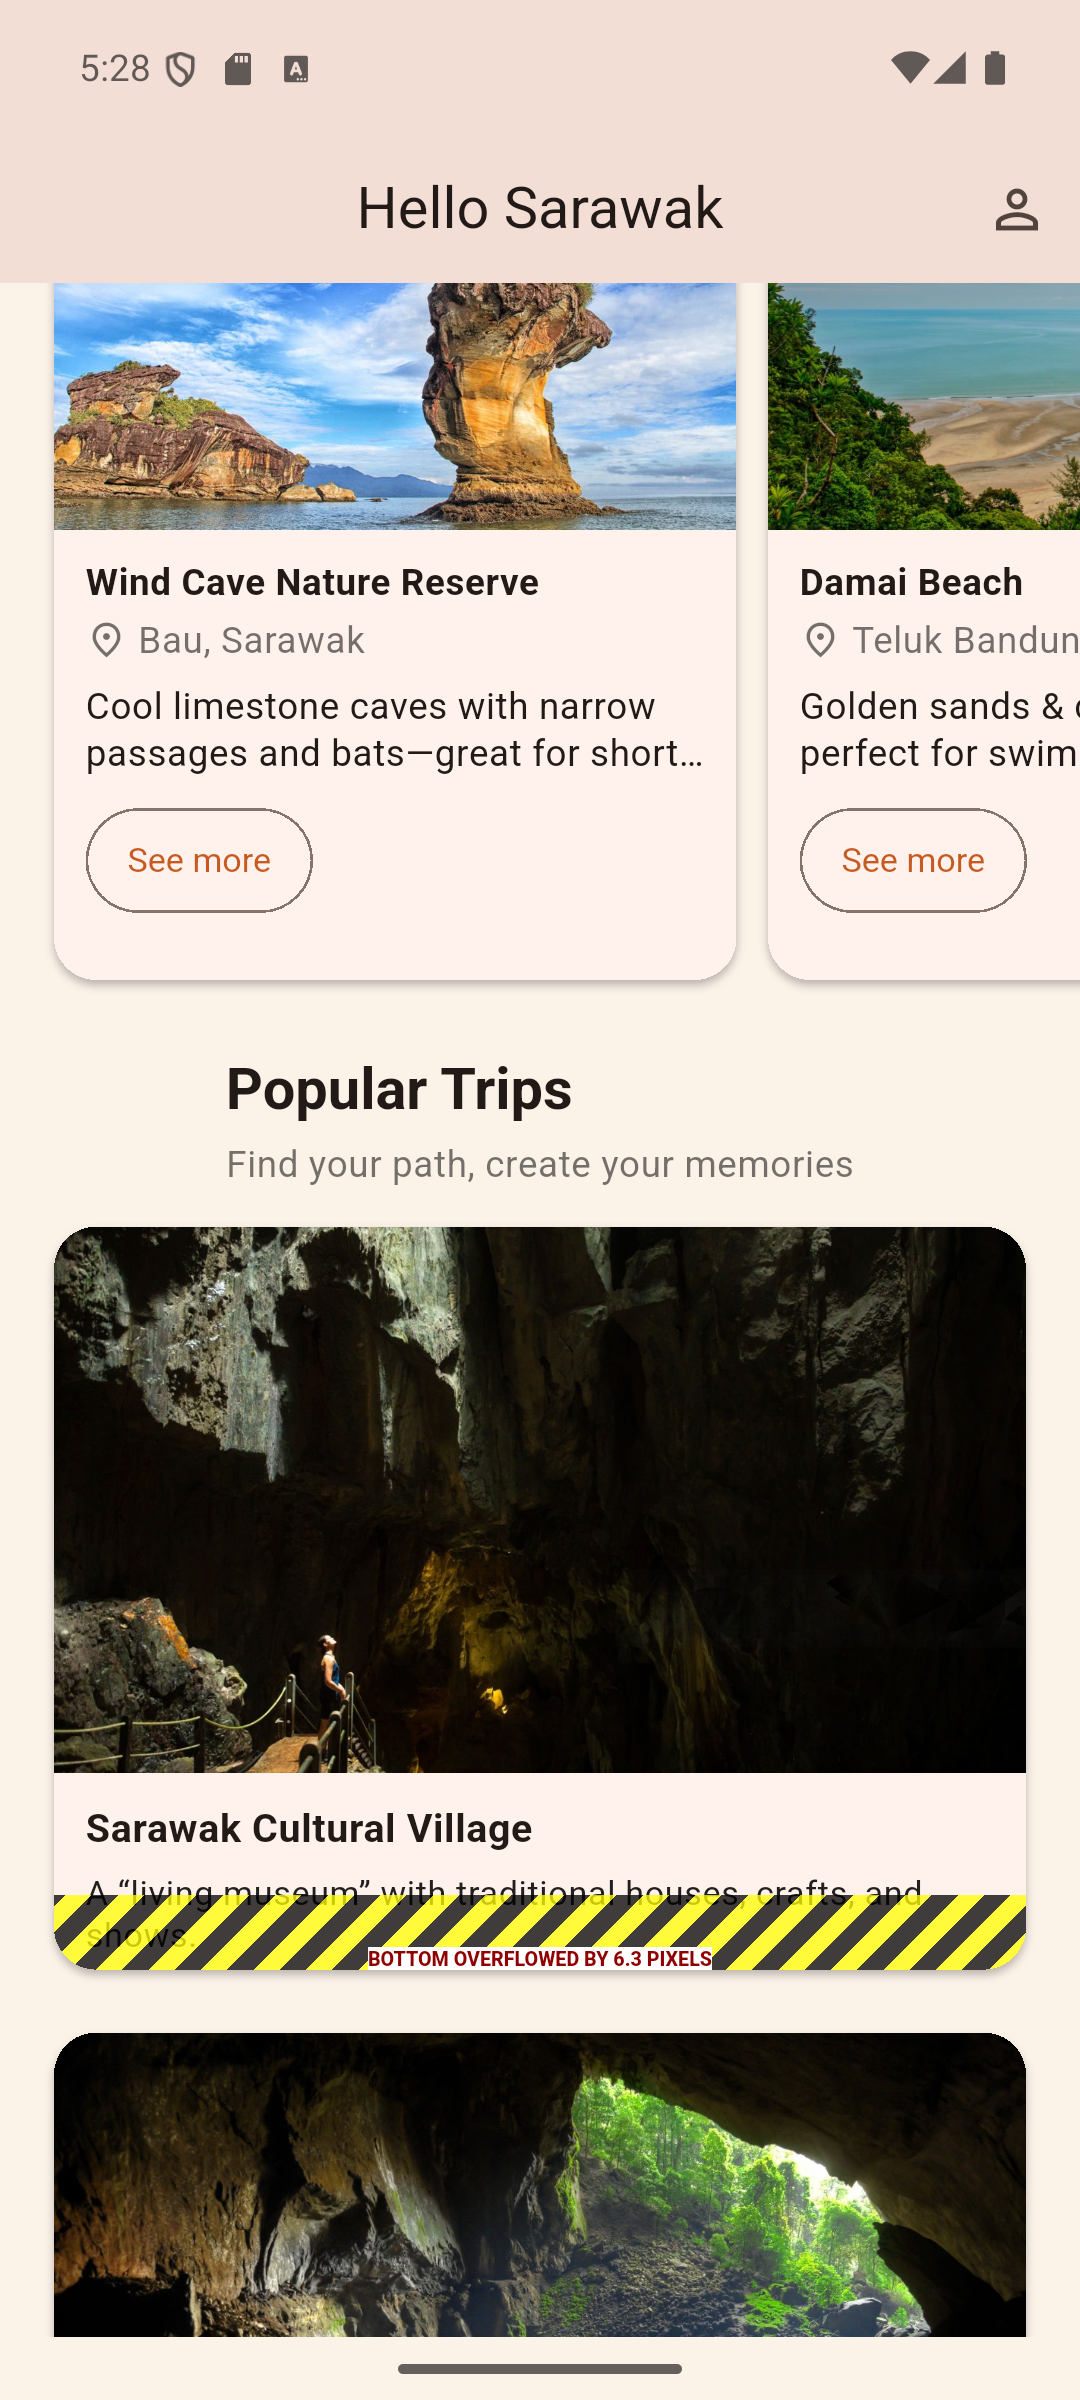 5:28
Hello Sarawak
Wind Cave Nature Reserve
Bau, Sarawak
Cool limestone caves with narrow
passages and bats—great for short…
See more
Damai Beach
Teluk Bandun
Golden sands &
perfect for swim
See more
Popular Trips
Find your path, create your memories
Sarawak Cultural Village
A “living museum” with traditional houses, crafts, and
shows.
BOTTOM OVERFLOWED BY 6.3 PIXELS